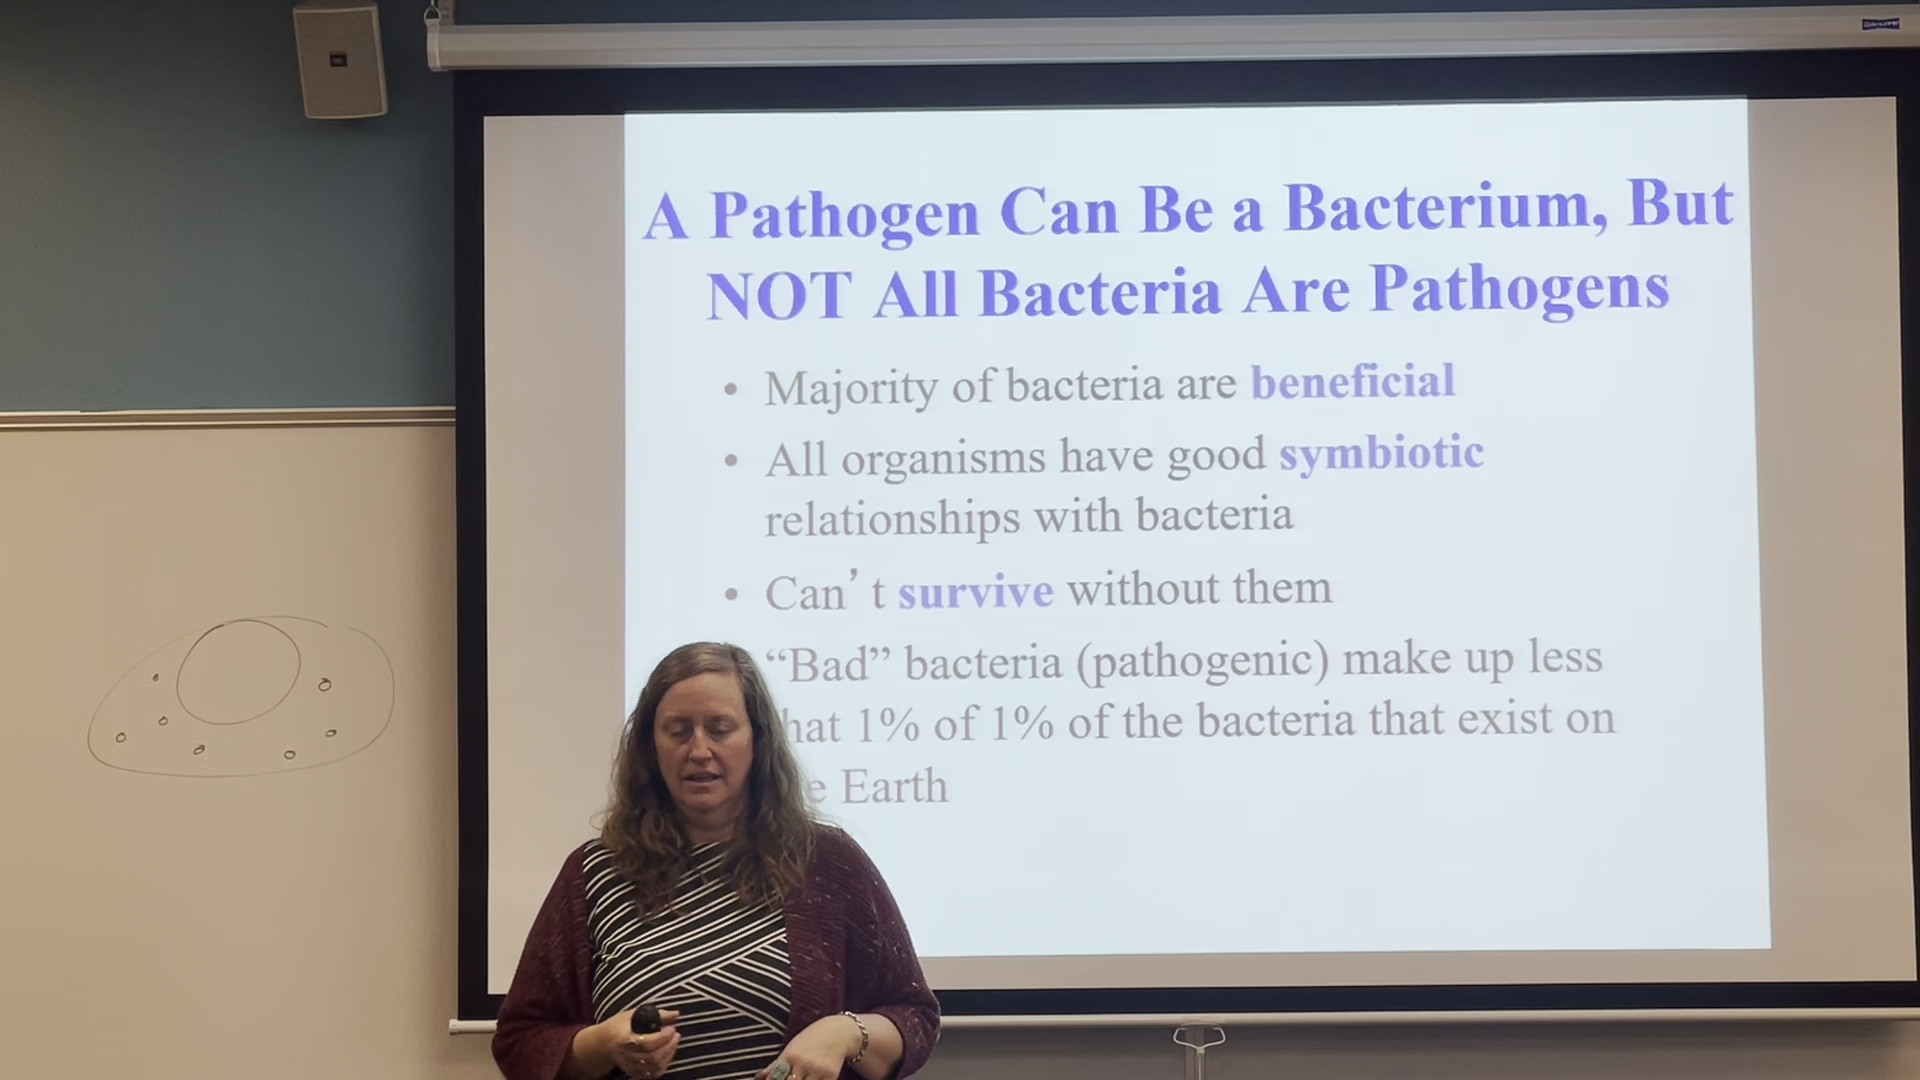 A Pathogen Can Be a Bacterium, But
NOT All Bacteria Are Pathogens
• Majority of bacteria are beneficial
• All organisms have good symbiotic
relationships with bacteria
• Can't survive without them
“Bad” bacteria (pathogenic) make up less
hat 1% of 1% of the bacteria that exist on
e Earth